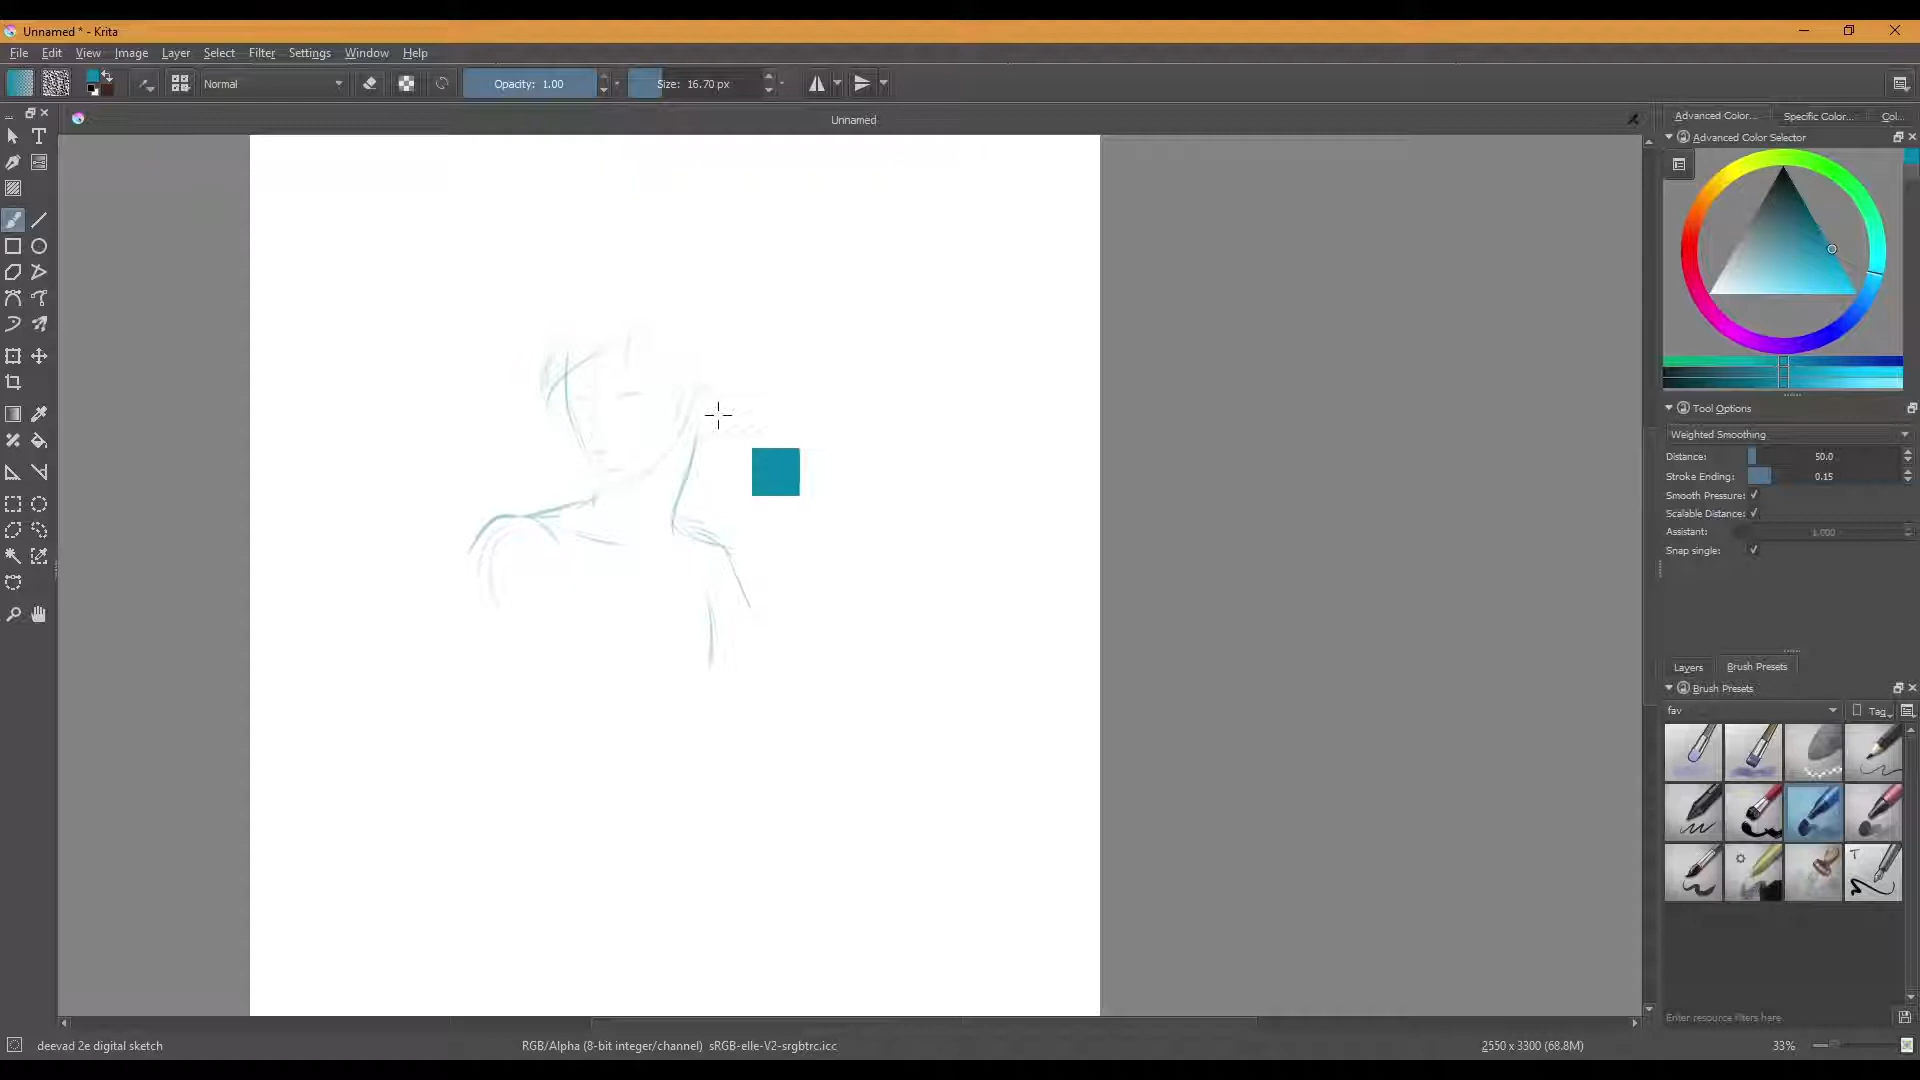 Unnamed * - Krita
File Edit View Image Layer Select Filter Settings Window Help
Normal
Opacity: 1.00
Size: 16.70 px
Unnamed
Advanced Color...
Specific Color...
Col...
Advanced Color Selector
Tool Options
Weighted Smoothing
Distance: 50.0
Stroke Ending: 0.15
Smooth Pressure:
Scalable Distance:
Assistant: 1.000
Snap single:
Layers
Brush Presets
Brush Presets
fav
Tag
Enter resource filters here
deevad 2e digital sketch
RGB/Alpha (8-bit integer/channel) sRGB-elle-V2-srgbtrc.icc
2550 x 3300 (68.8M)
33%